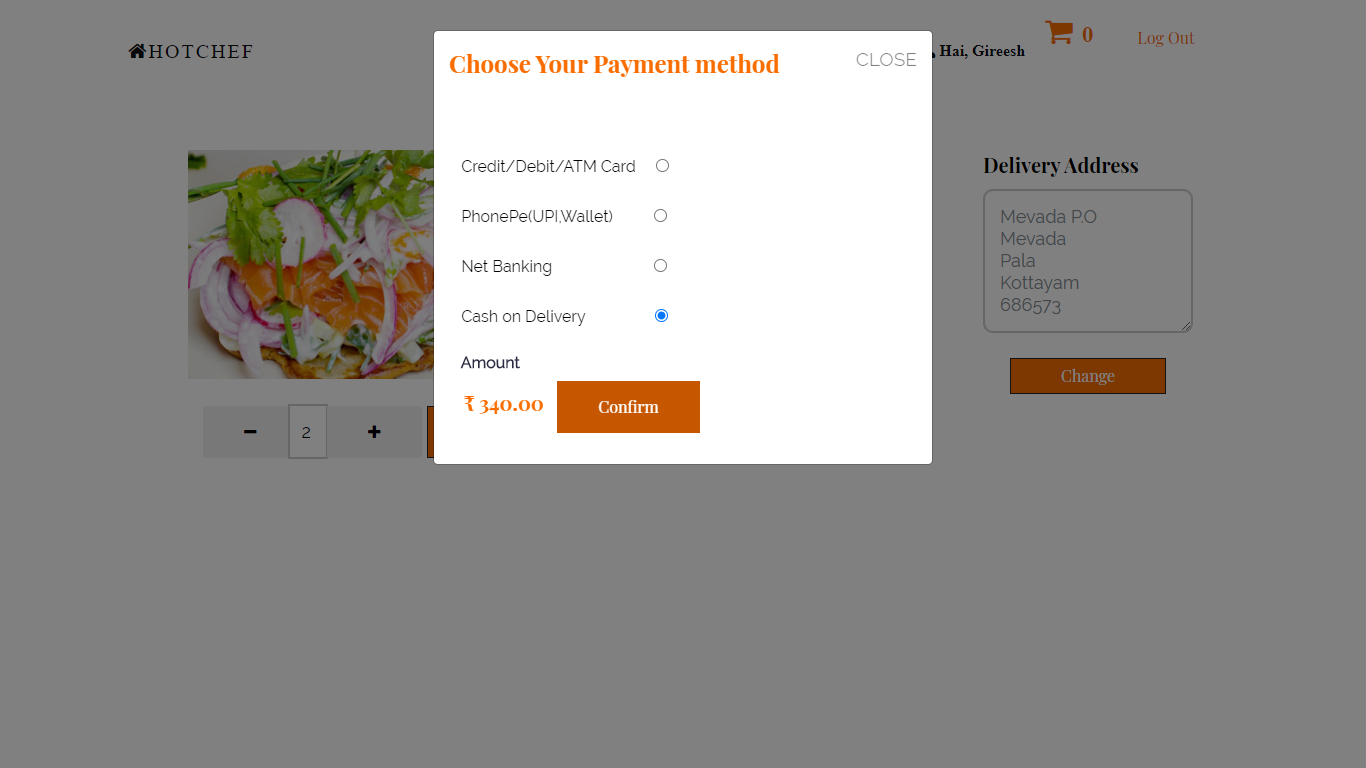 HOTCHEF
Hai, Gireesh
0
Log Out
Choose Your Payment method
CLOSE
Credit/Debit/ATM Card
PhonePe(UPI,Wallet)
Net Banking
Cash on Delivery
Amount
₹ 340.00
Confirm
2
Delivery Address
Mevada P.O
Mevada
Pala
Kottayam
686573
Change